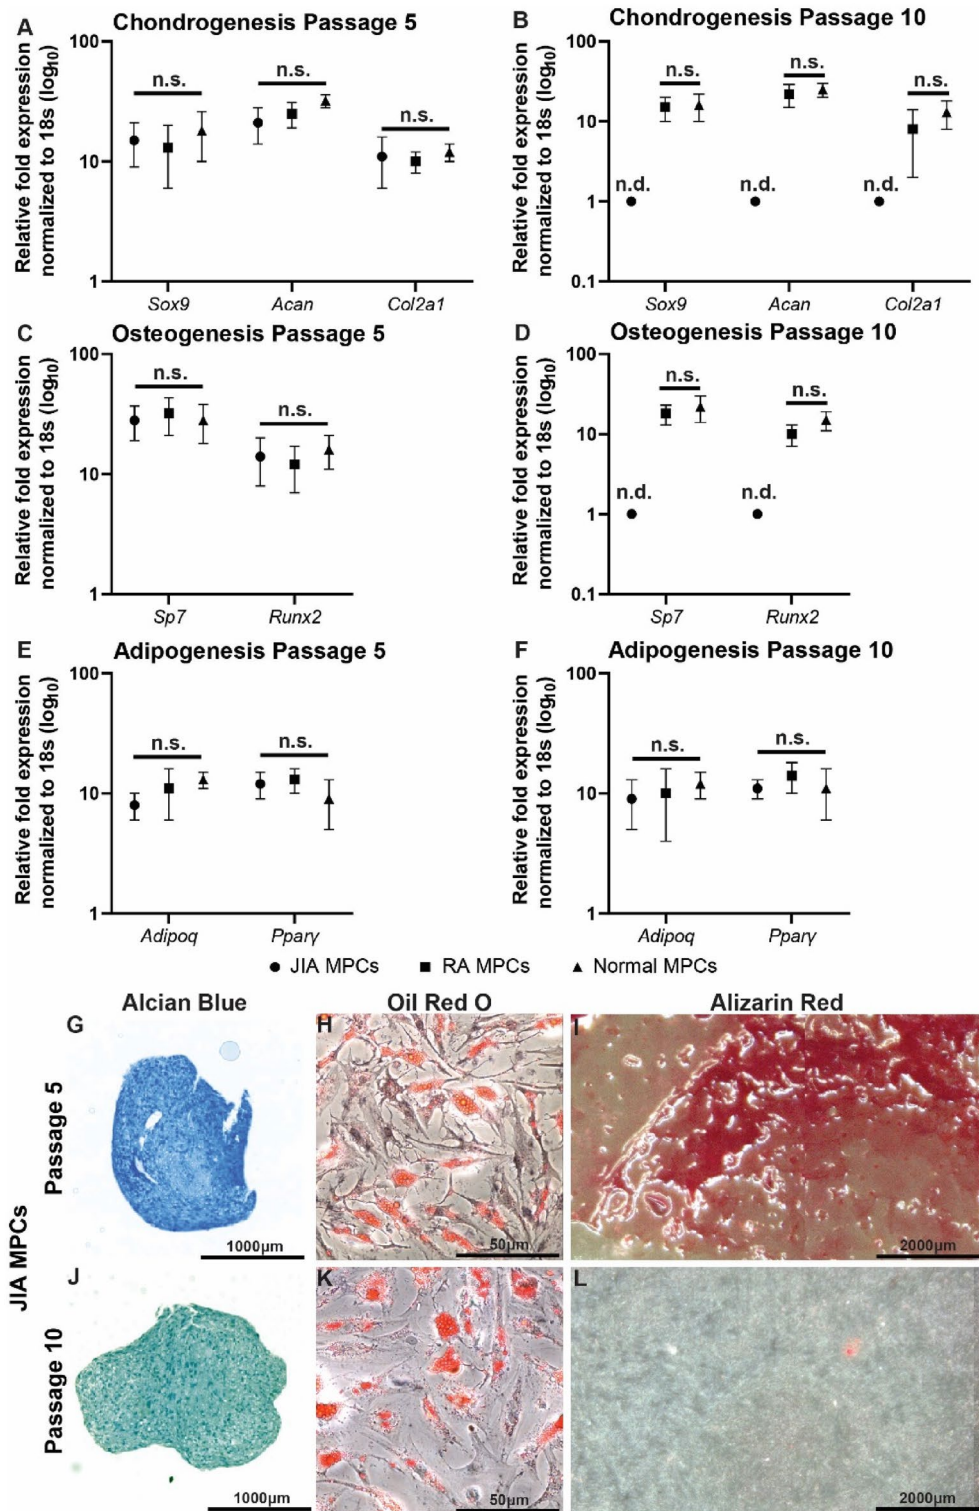 A
Chondrogenesis Passage 5
Relative fold expression
normalized to 18s (log10)
100
10
1
n.s.
n.s.
n.s.
Sox9
Acan
Col2a1
B
Chondrogenesis Passage 10
Relative fold expression
normalized to 18s (log10)
100
10
1
0.1
n.s.
n.s.
n.s.
n.d.
n.d.
n.d.
Sox9
Acan
Col2a1
C
Osteogenesis Passage 5
Relative fold expression
normalized to 18s (log10)
100
10
1
n.s.
n.s.
Sp7
Runx2
D
Osteogenesis Passage 10
Relative fold expression
normalized to 18s (log10)
100
10
1
0.1
n.s.
n.s.
n.d.
n.d.
Sp7
Runx2
E
Adipogenesis Passage 5
Relative fold expression
normalized to 18s (log10)
100
10
1
n.s.
n.s.
Adipoq
Pparγ
F
Adipogenesis Passage 10
Relative fold expression
normalized to 18s (log10)
100
10
1
n.s.
n.s.
Adipoq
Pparγ
JIA MPCs
RA MPCs
Normal MPCs
Alcian Blue
Oil Red O
Alizarin Red
JIA MPCs
Passage 5
G
1000µm
H
50µm
I
2000µm
Passage 10
J
1000µm
K
50µm
L
2000µm